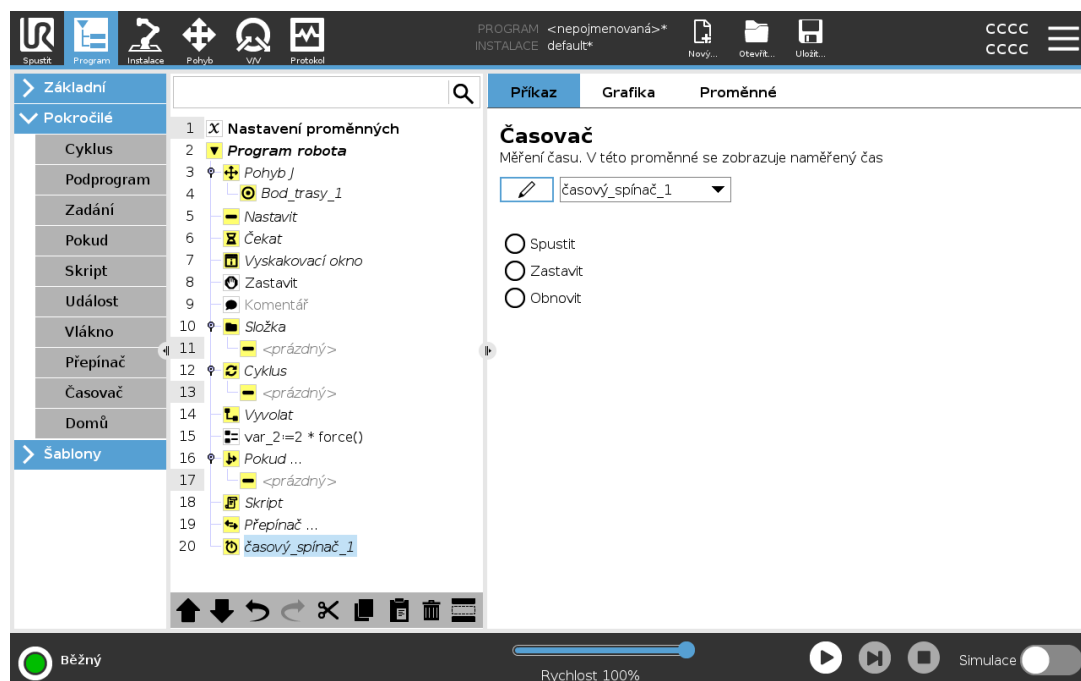 PROGRAM <nepojmenovaná>*
INSTALACE default*
Spustit
Program
Instalace
Pohyb
V/V
Protokol
Nový...
Otevřít...
Uložit...
CCCC
CCCC
Základní
Pokročilé
Cyklus
Podprogram
Zadání
Pokud
Skript
Událost
Vlákno
Přepínač
Časovač
Domů
Šablony
1 X Nastavení proměnných
2 Program robota
3 Pohyb J
4 Bod_trasy_1
5 Nastavit
6 Čekat
7 Vyskakovací okno
8 Zastavit
9 Komentář
10 Složka
11 <prázdný>
12 Cyklus
13 <prázdný>
14 Vyvolat
15 var_2:=2 * force()
16 Pokud ...
17 <prázdný>
18 Skript
19 Přepínač ...
20 časový_spínač_1
Příkaz
Grafika
Proměnné
Časovač
Měření času. V této proměnné se zobrazuje naměřený čas
časový_spínač_1
Spustit
Zastavit
Obnovit
Běžný
Rychlost 100%
Simulace